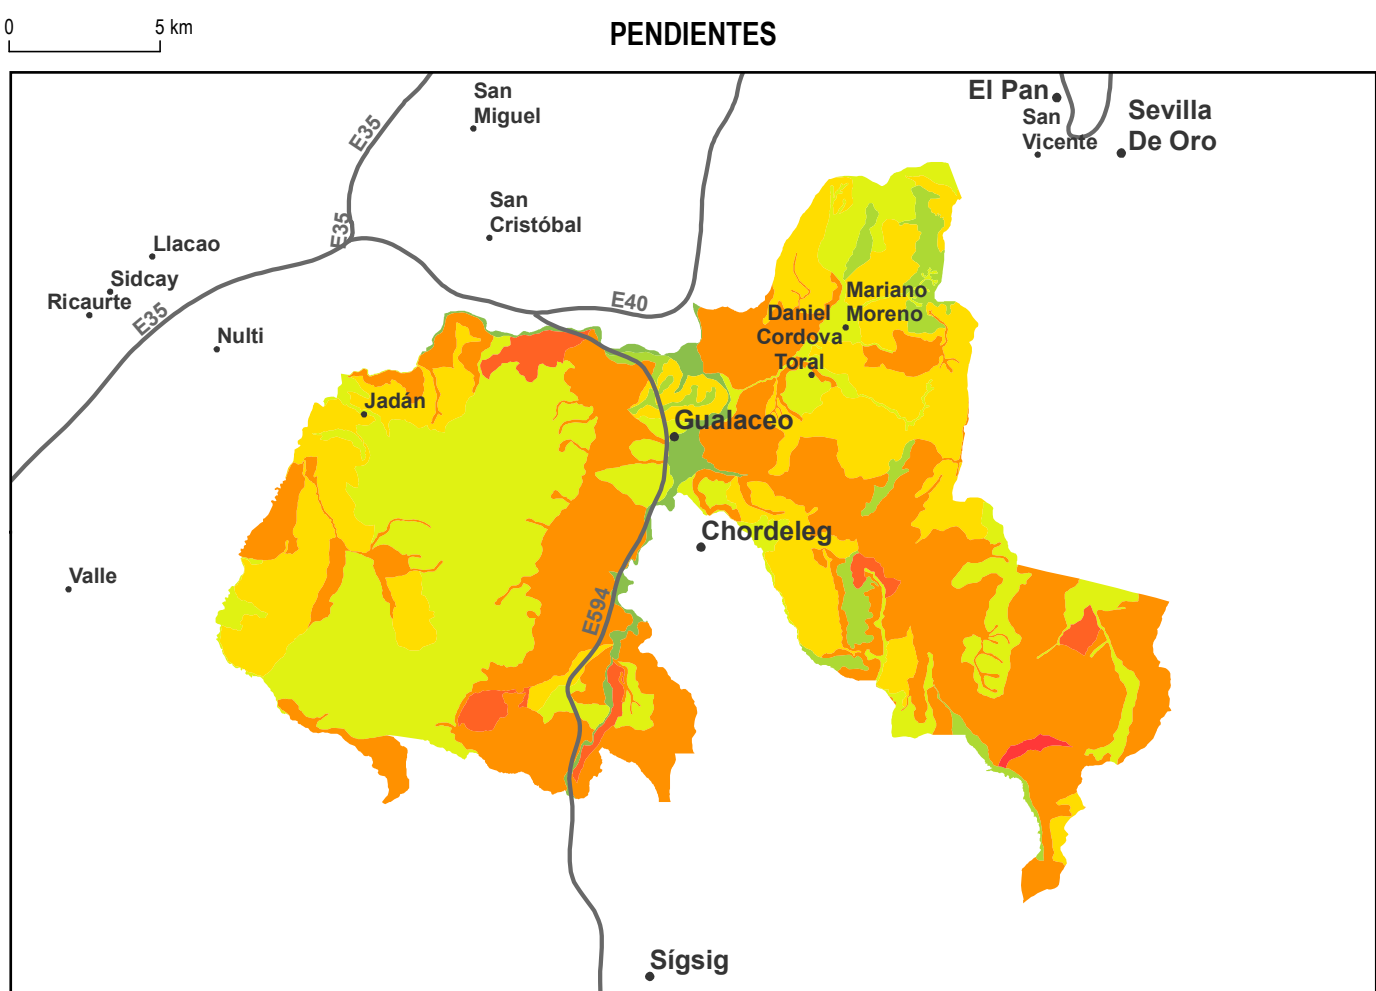 0
5 km
PENDIENTES
San
Miguel
El Pan
San
Vicente
Sevilla
De Oro
E35
San
Cristóbal
E35
Llacao
Sidcay
Ricaurte
E35
Nulti
E40
Mariano
Moreno
Daniel
Cordova
Toral
Jadán
Gualaceo
Chordeleg
Valle
E594
Sígsig